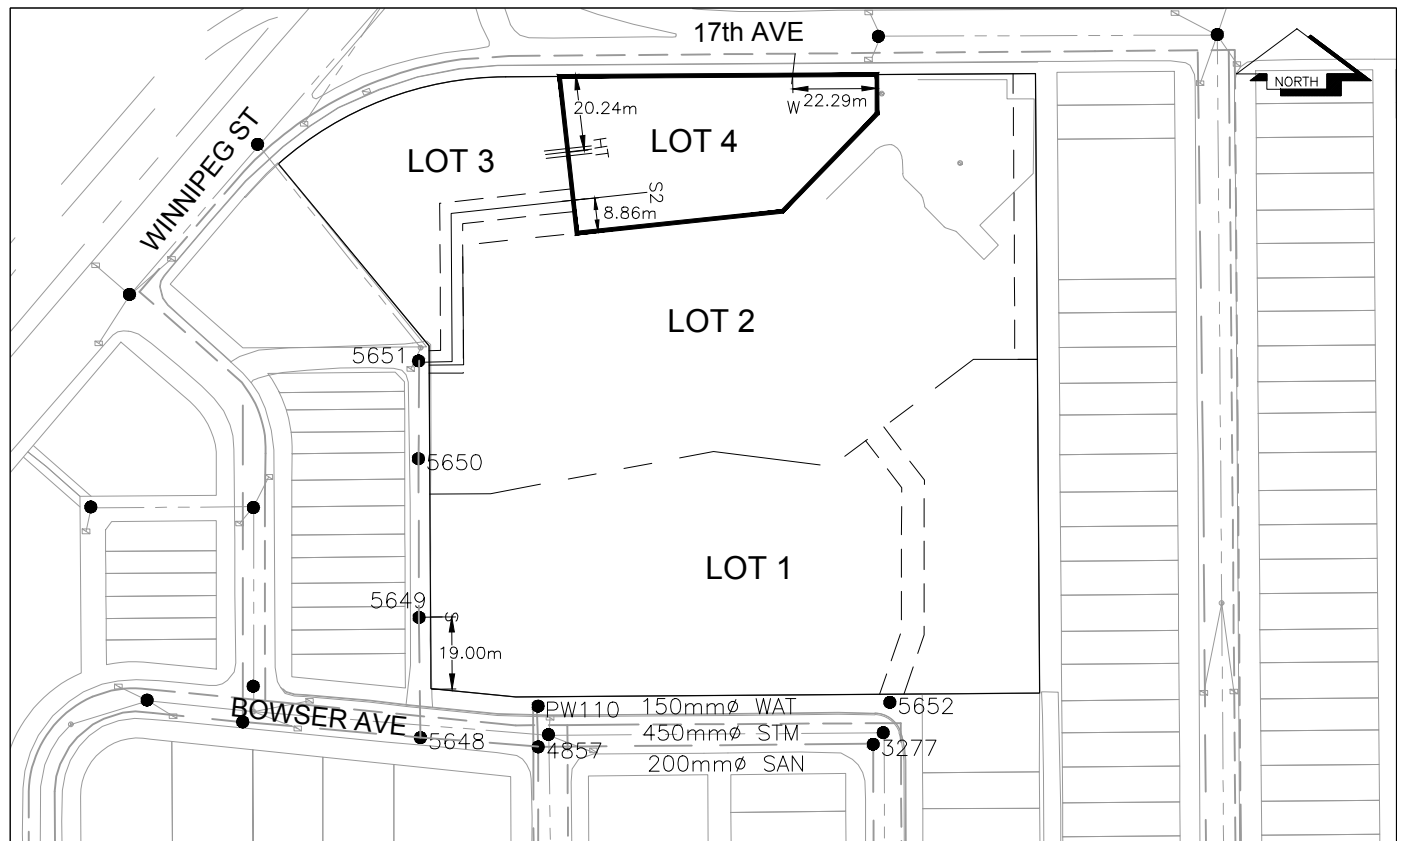 17th AVE
NORTH
20.24m
W 22.29m
WINNIPEG ST
LOT 3
LOT 4
S2
8.86m
LOT 2
5651
5650
LOT 1
5649
S
19.00m
BOWSER AVE
PW110
150mmø WAT
5652
5648
4857
450mmø STM
3277
200mmø SAN